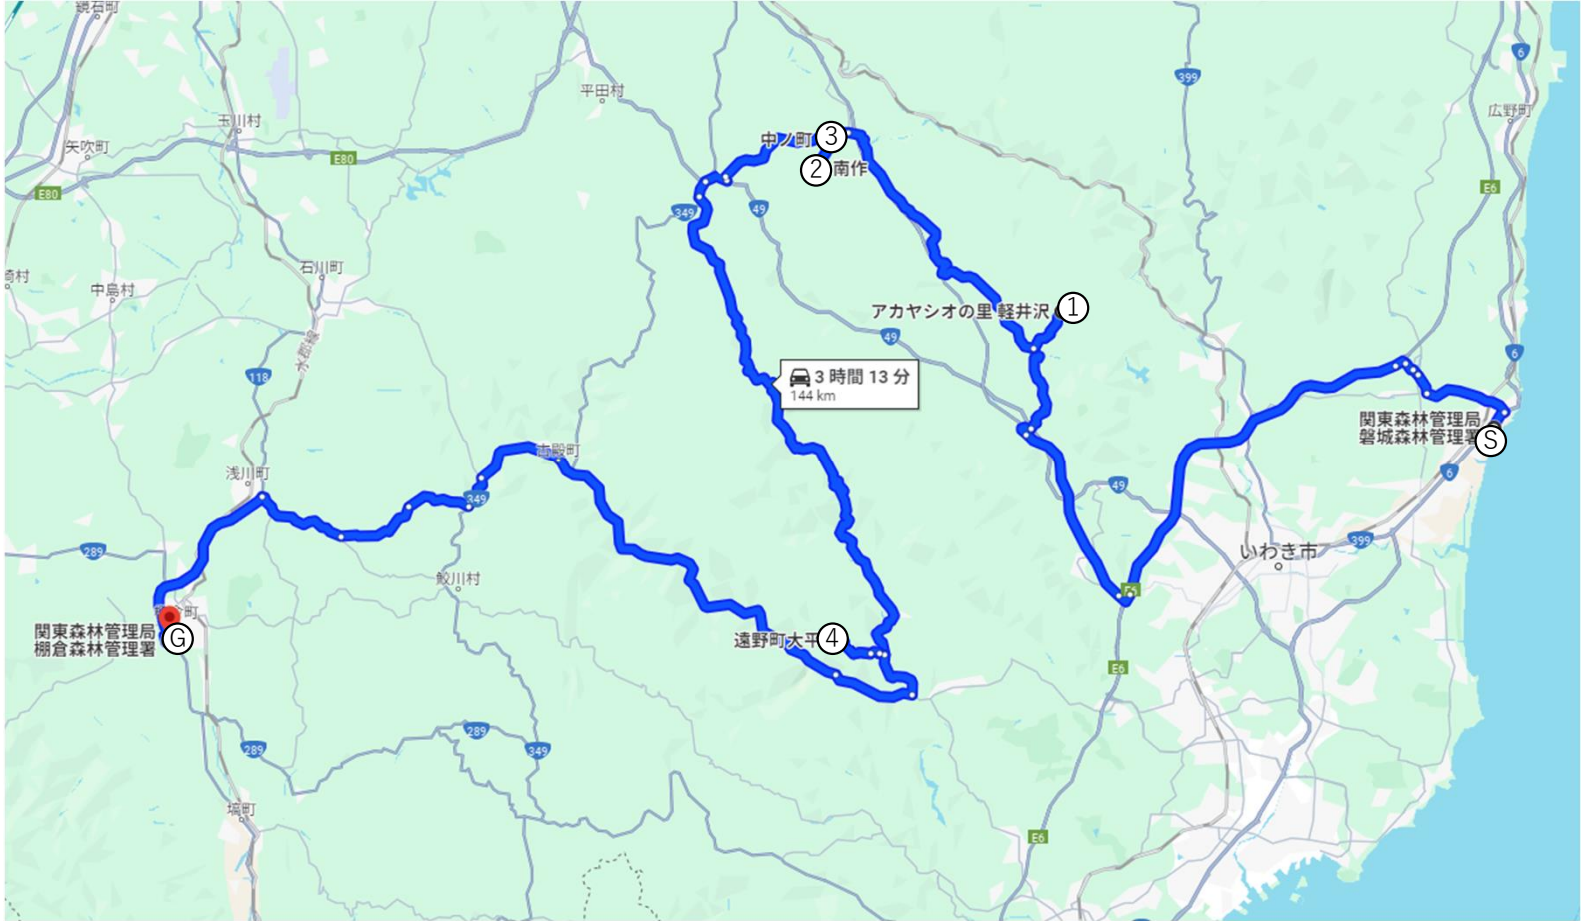 鏡石町
6
399
平田村
広野町
玉川村
中ノ町
③
矢吹町
E80
②
南作
E80
E6
349
49
石川町
中島村
アカヤシオの里 軽井沢
①
49
水郡線
6
118
3 時間 13 分
144 km
関東森林管理局
磐城森林管理署
S
古殿町
浅川町
6
49
349
399
289
いわき市
鮫川村
E6
関東森林管理局
棚倉森林管理署
G
遠野町大平
④
E6
289
289
349
塙町
E6